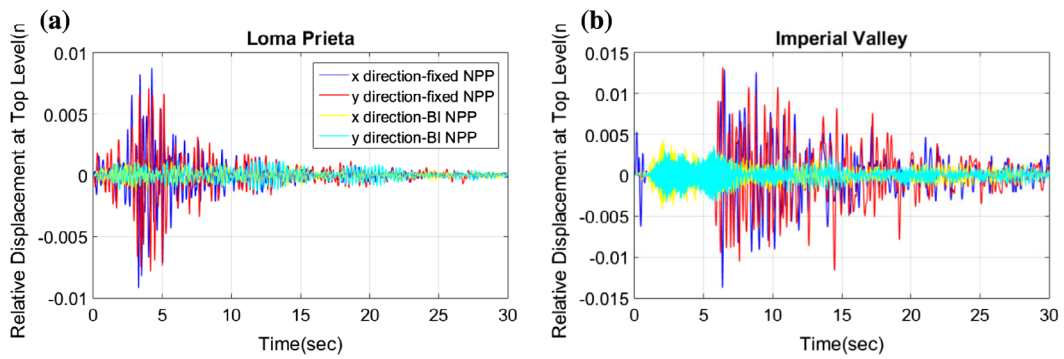 (a)
Loma Prieta
Relative Displacement at Top Level(n
0.01
0.005
0
-0.005
-0.01
x direction-fixed NPP
y direction-fixed NPP
x direction-BI NPP
y direction-BI NPP
0 5 10 15 20 25 30
Time(sec)
(b)
Imperial Valley
Relative Displacement at Top Level(n
0.015
0.01
0.005
0
-0.005
-0.01
-0.015
0 5 10 15 20 25 30
Time(sec)